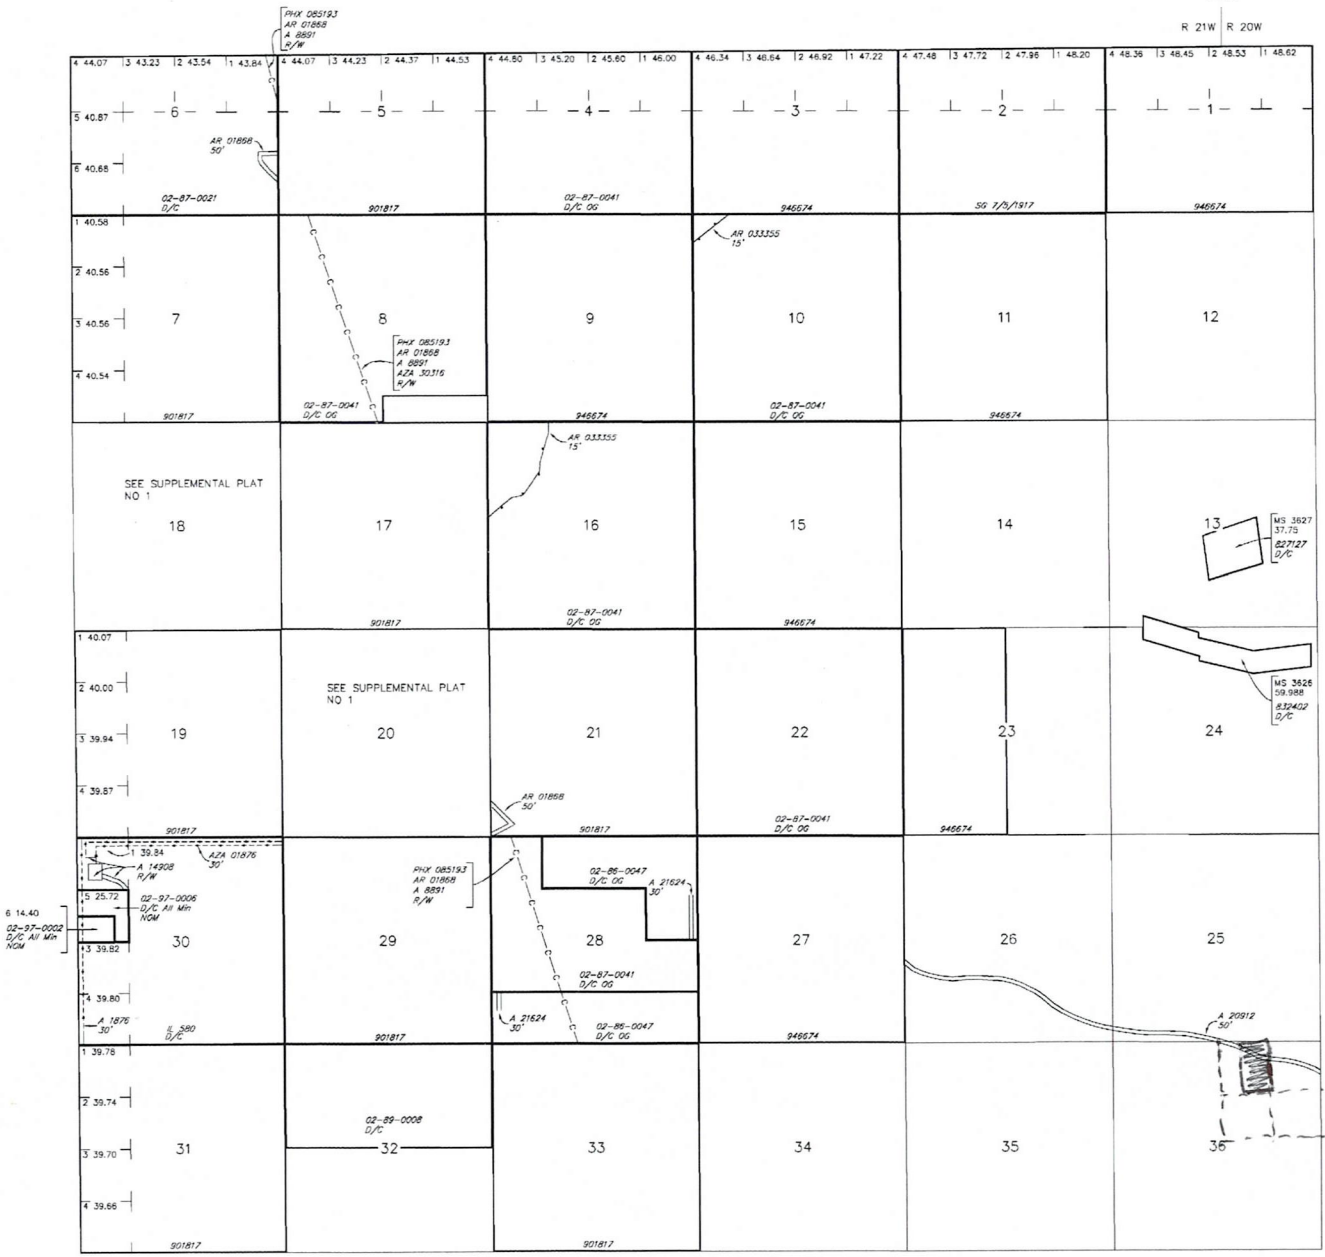 R 21W R 20W
PHX 085193
AR 01868
A 8891
R/W
4 44.07 3 43.23 2 43.54 1 43.84 4 44.07 3 44.23 2 44.37 1 44.53 4 44.80 3 45.20 2 45.60 1 46.00 4 46.34 3 46.64 2 46.92 1 47.22 4 47.48 3 47.72 2 47.96 1 48.20 4 48.36 3 48.45 2 48.53 1 48.62
6 5 4 3 2 1
5 40.87
AR 01868
50'
6 40.68
02-87-0021
D/C
901817
02-87-0041
D/C OG
946674
SG 7/5/1917
946674
1 40.58
AR 033355
15'
2 40.56
3 40.56
7 8 9 10 11 12
PHX 085193
AR 01868
A 8891
AZA 30316
R/W
4 40.54
901817
02-87-0041
D/C OG
946674
02-87-0041
D/C OG
946674
AR 033355
15'
SEE SUPPLEMENTAL PLAT
NO 1
18 17 16 15 14 13
MS 3627
37.75
827127
D/C
901817
02-87-0041
D/C OG
946674
1 40.07
2 40.00
SEE SUPPLEMENTAL PLAT
NO 1
MS 3626
59.988
832402
D/C
3 39.94
19 20 21 22 23 24
4 39.87
AR 01868
50'
901817
901817
02-87-0041
D/C OG
946674
1 39.84
AZA 01876
30'
A 14908
R/W
PHX 085193
AR 01868
A 8891
R/W
02-86-0047
D/C OG
A 21624
30'
5 25.72
02-97-0006
D/C All Min
NOM
6 14.40
02-97-0002
D/C All Min
NOM
3 39.82
30 29 28 27 26 25
02-87-0041
D/C OG
4 39.80
A 1876
30'
IL 580
D/C
901817
A 21624
30'
02-86-0047
D/C OG
946674
A 20912
50'
1 39.78
2 39.74
02-89-0008
D/C
3 39.70
31 32 33 34 35 36
4 39.66
901817
901817